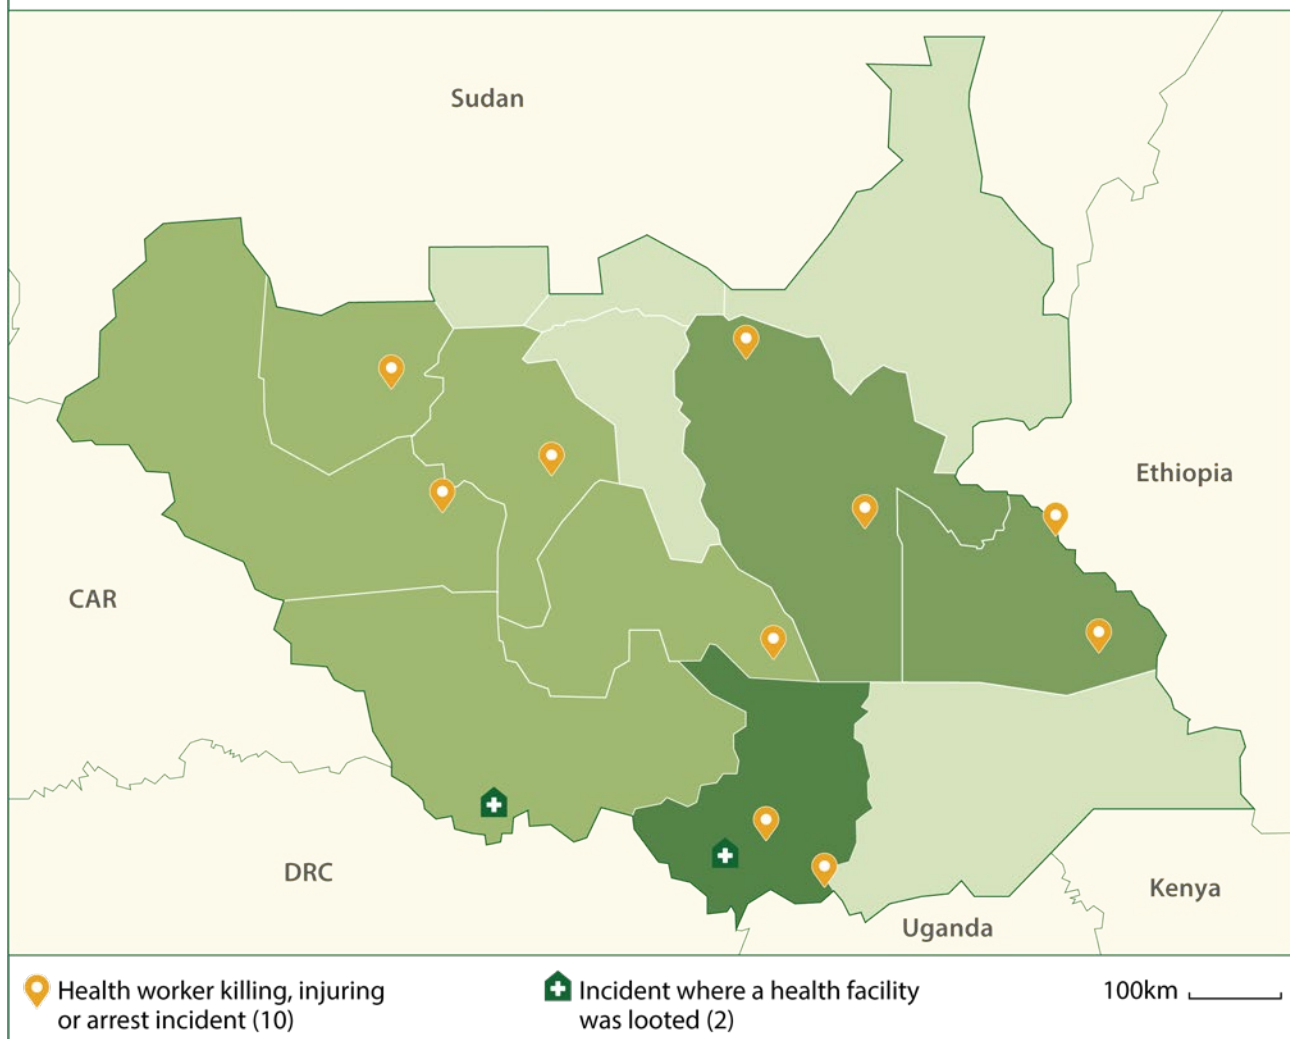 Sudan
Ethiopia
CAR
DRC
Kenya
Uganda
Health worker killing, injuring
or arrest incident (10)
Incident where a health facility
was looted (2)
100km